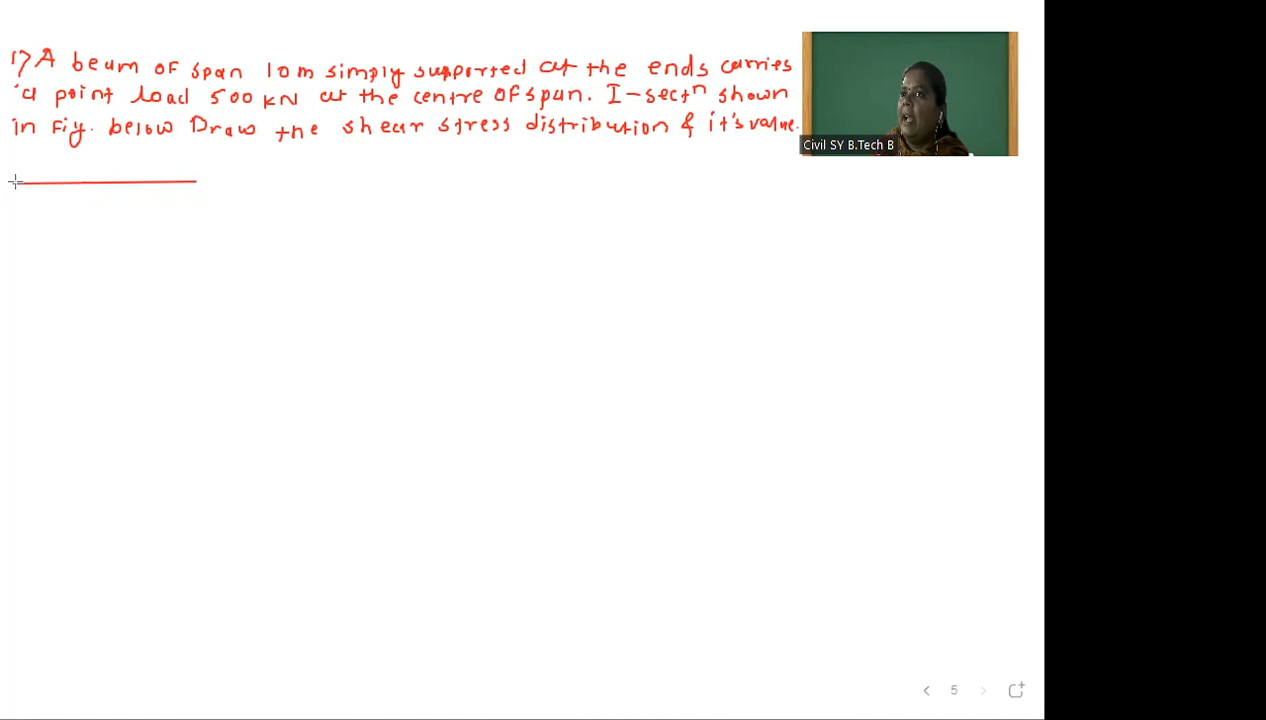 1) A beam of span 10m simply supported at the ends carries
a point load 500 kN at the centre of span. I-sectn shown
in Fig. below Draw the shear stress distribution & it's value.
Civil SY B.Tech B
5